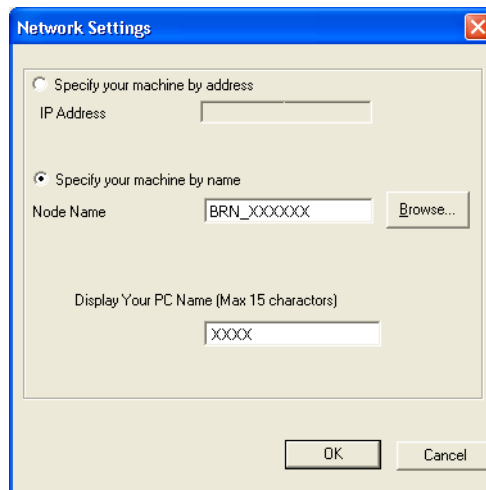 Network Settings
Specify your machine by address
IP Address
Specify your machine by name
Node Name
BRN_XXXXXX
Browse...
Display Your PC Name (Max 15 charactors)
XXXX
OK
Cancel